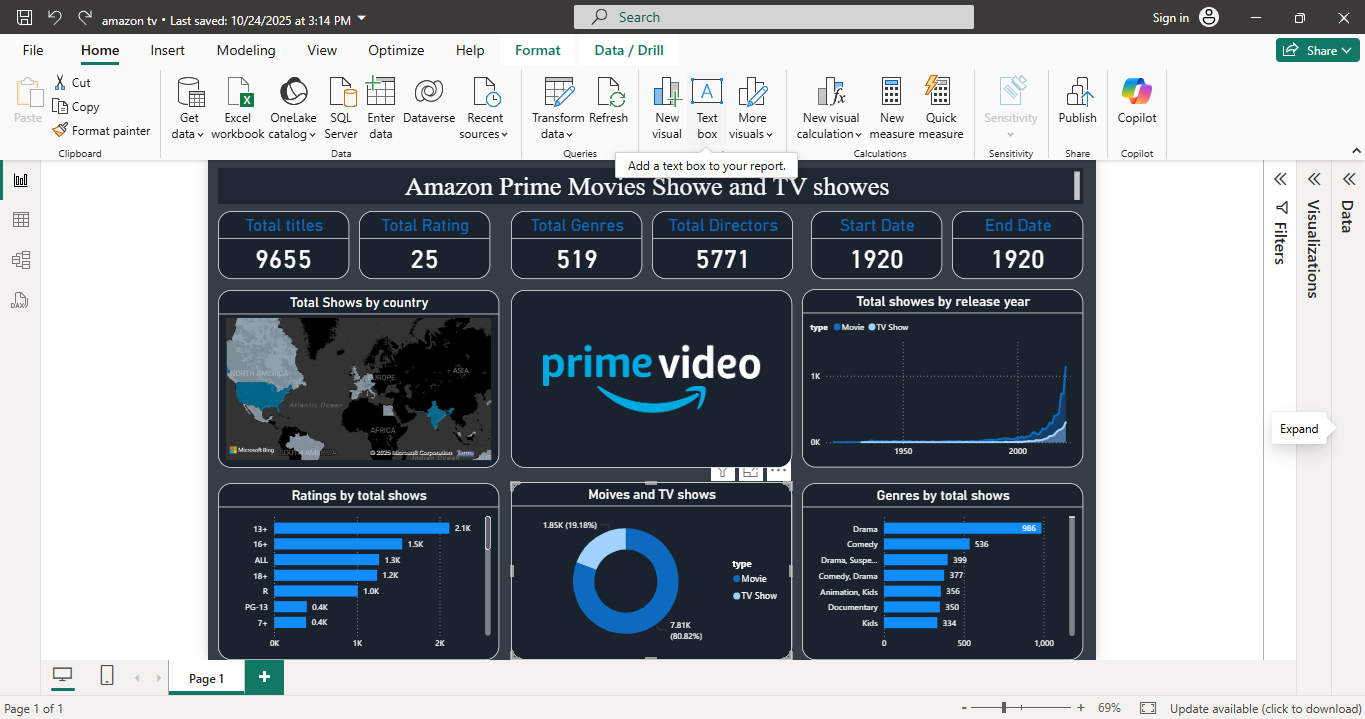 amazon tv • Last saved: 10/24/2025 at 3:14 PM
Search
Sign in
File Home Insert Modeling View Optimize Help Format Data / Drill
Share
Paste
Cut
Copy
Format painter
Clipboard
Get data
Excel workbook
OneLake catalog
SQL Server
Enter data
Dataverse
Recent sources
Data
Transform data
Refresh
Queries
New visual
Text box
More visuals
New visual calculation
New measure
Quick measure
Calculations
Sensitivity
Sensitivity
Publish
Share
Copilot
Copilot
Add a text box to your report.
DAX
Amazon Prime Movies Showe and TV showes
Total titles
9655
Total Rating
25
Total Genres
519
Total Directors
5771
Start Date
1920
End Date
1920
Total Shows by country
NORTH AMERICA
EUROPE
ASIA
Atlantic Ocean
AFRICA
SOUTH AMERICA
Indian Ocean
Microsoft Bing
© 2025 Microsoft Corporation Terms
prime video
Total showes by release year
type Movie TV Show
1K
0K
1950 2000
Ratings by total shows
13+ 2.1K
16+ 1.5K
ALL 1.3K
18+ 1.2K
R 1.0K
PG-13 0.4K
7+ 0.4K
0K 1K 2K
Moives and TV shows
1.85K (19.18%)
type
Movie
TV Show
7.81K
(80.82%)
Genres by total shows
Drama 986
Comedy 536
Drama, Suspe... 399
Comedy, Drama 377
Animation, Kids 356
Documentary 350
Kids 334
0 500 1,000
Filters
Visualizations
Data
Expand
Page 1
Page 1 of 1
- + 69%
Update available (click to download)